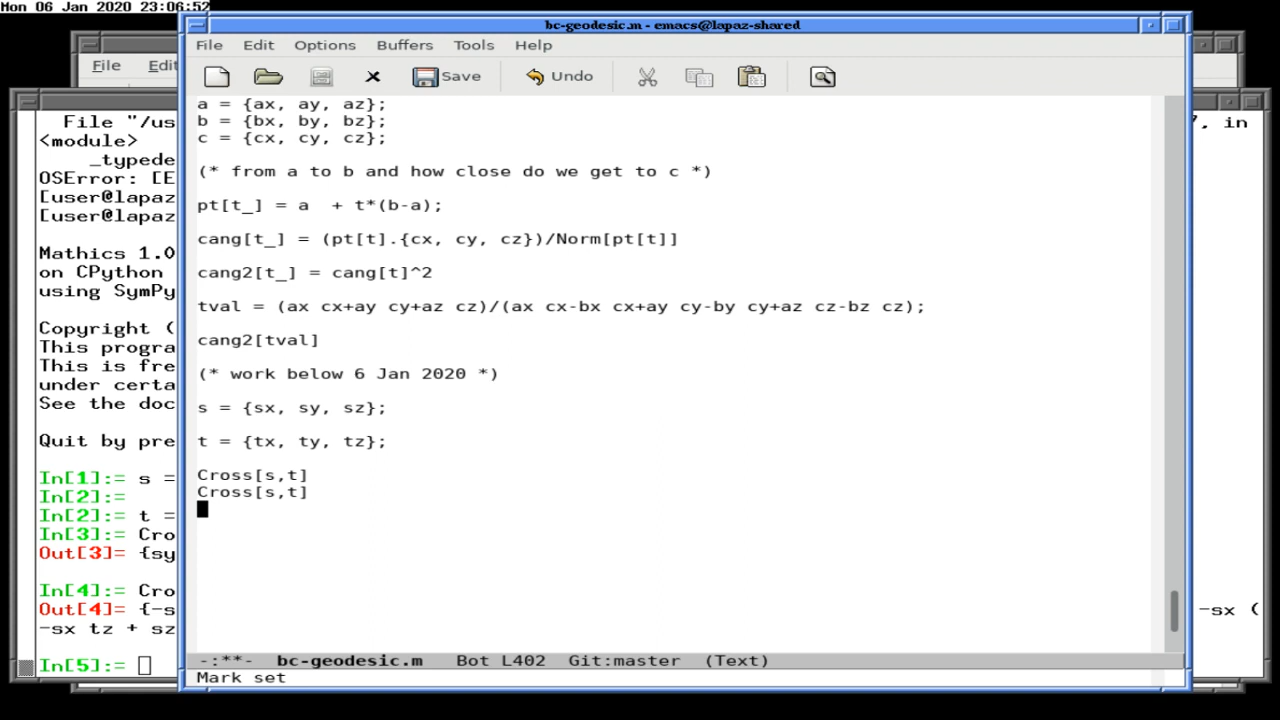 Mon 06 Jan 2020 23:06:52
bc-geodesic.m - emacs@lapaz-shared
File Edit Options Buffers Tools Help
Save Undo
a = {ax, ay, az};
b = {bx, by, bz};
c = {cx, cy, cz};
(* from a to b and how close do we get to c *)
pt[t_] = a  + t*(b-a);
cang[t_] = (pt[t].{cx, cy, cz})/Norm[pt[t]]
cang2[t_] = cang[t]^2
tval = (ax cx+ay cy+az cz)/(ax cx-bx cx+ay cy-by cy+az cz-bz cz);
cang2[tval]
(* work below 6 Jan 2020 *)
s = {sx, sy, sz};
t = {tx, ty, tz};
Cross[s,t]
Cross[s,t]
-:**-  bc-geodesic.m   Bot L402  Git:master  (Text)
Mark set
File Edit
File "/us
<module>
_typede
OSError: [E
[user@lapaz
[user@lapaz
Mathics 1.0
on CPython
using SymPy
Copyright (
This progra
This is fre
under certa
See the doc
Quit by pre
In[1]:= s =
In[2]:=
In[2]:= t =
In[3]:= Cro
Out[3]= {sy
In[4]:= Cro
Out[4]= {-s
-sx tz + sz
In[5]:=
, in
-sx (